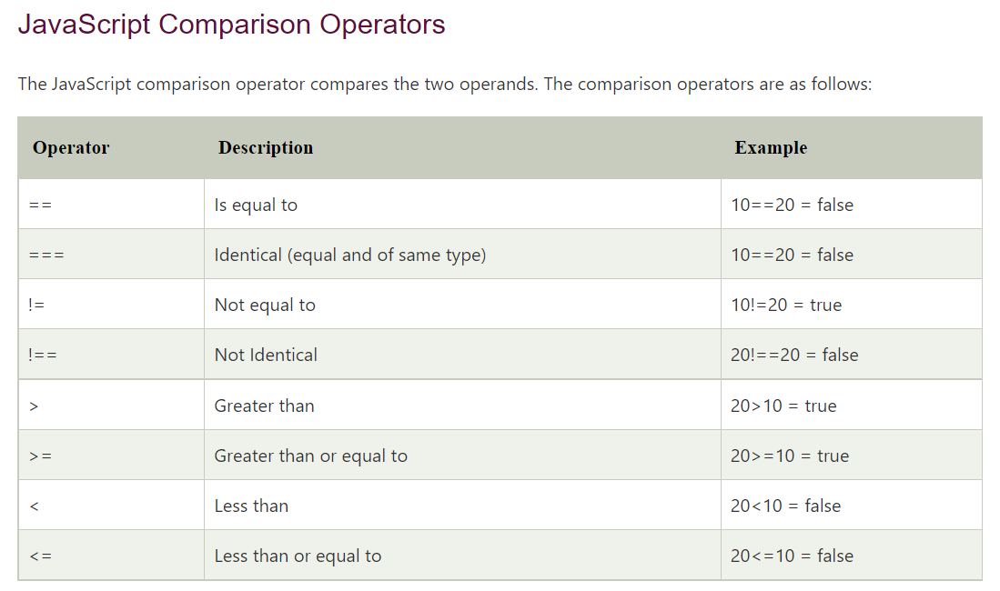 JavaScript Comparison Operators
The JavaScript comparison operator compares the two operands. The comparison operators are as follows:
Operator Description Example
== Is equal to 10==20 = false
=== Identical (equal and of same type) 10==20 = false
!= Not equal to 10!=20 = true
!== Not Identical 20!==20 = false
> Greater than 20>10 = true
>= Greater than or equal to 20>=10 = true
< Less than 20<10 = false
<= Less than or equal to 20<=10 = false